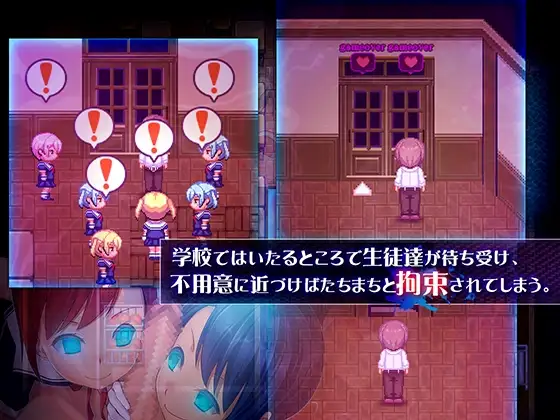 gameover gameover
学校ではいたるところで生徒達が待ち受け、
不用意に近づけばたちまちと拘束されてしまう。